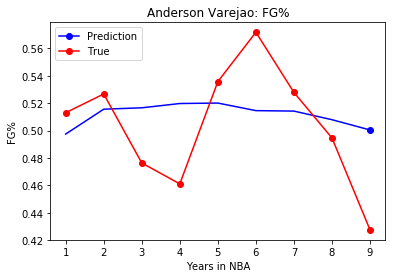 Anderson Varejao: FG%
Prediction
True
FG%
0.56
0.54
0.52
0.50
0.48
0.46
0.44
0.42
1 2 3 4 5 6 7 8 9
Years in NBA